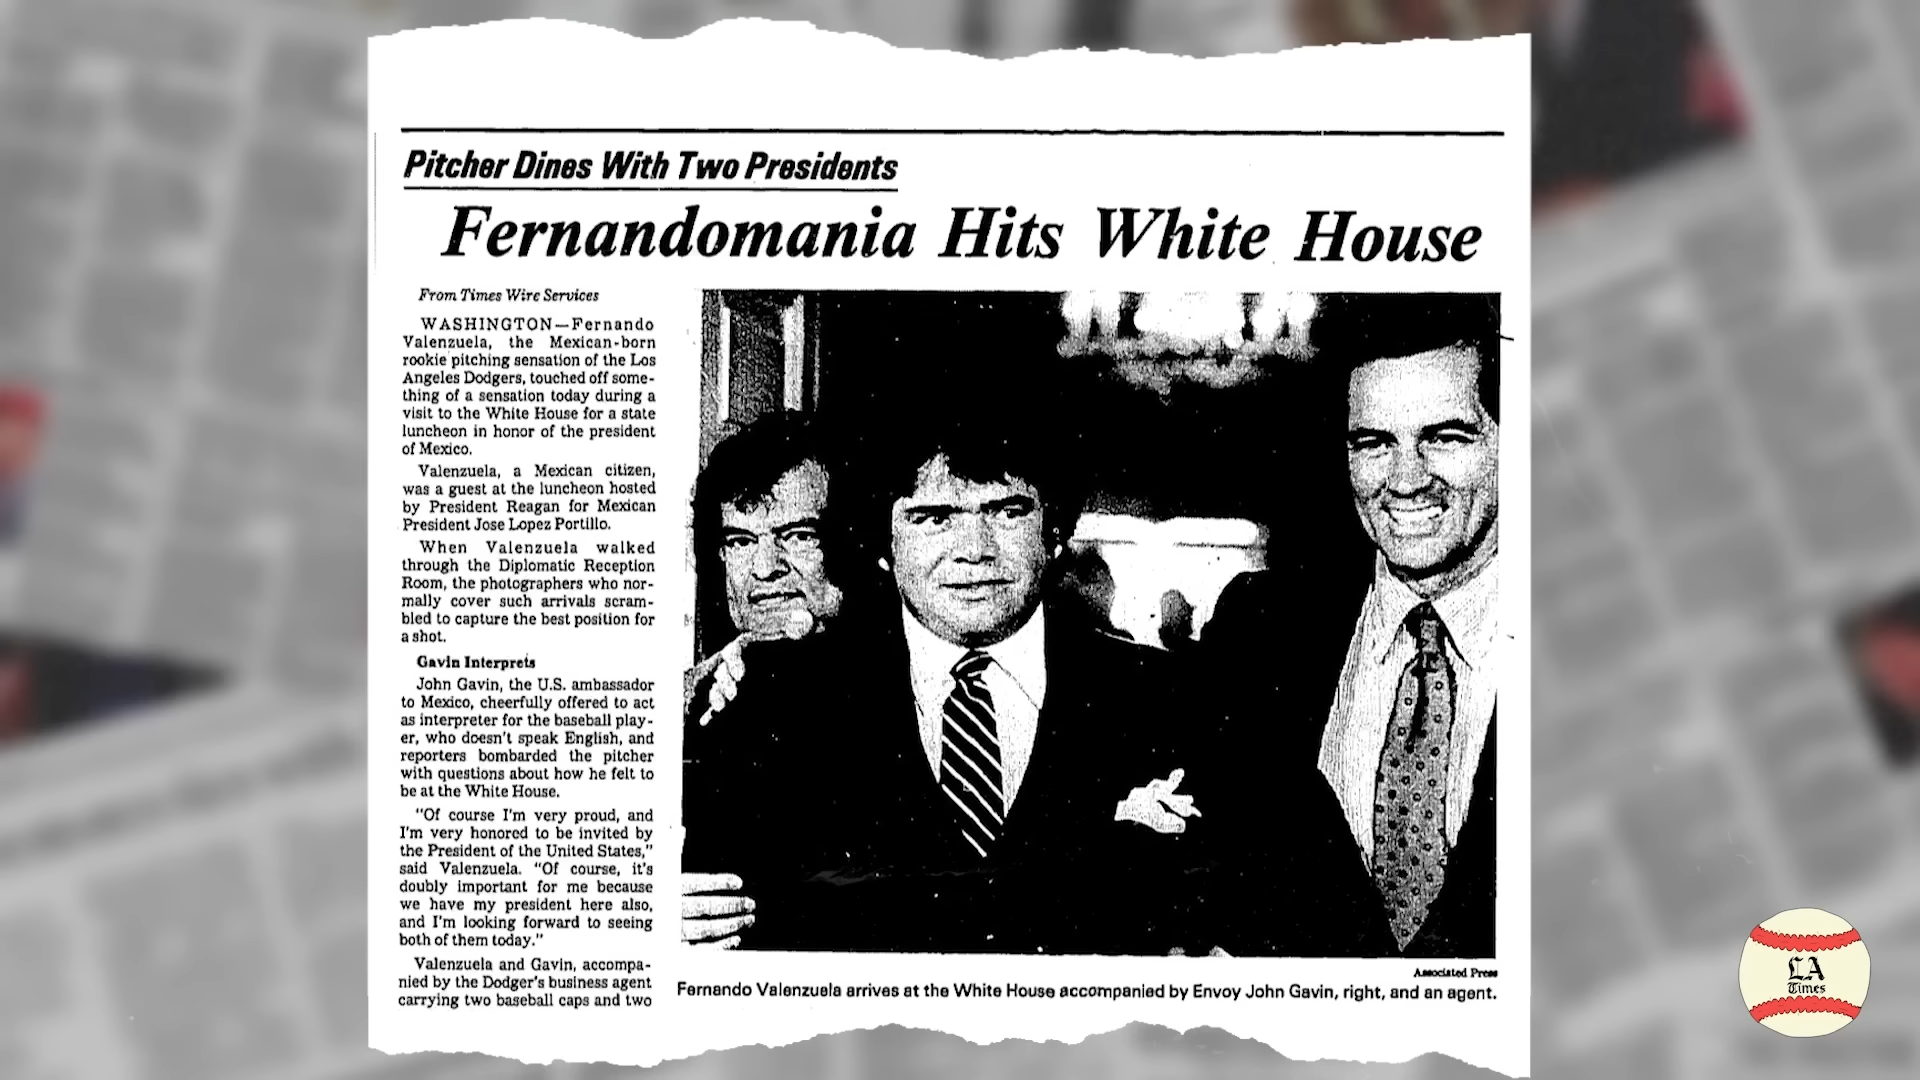 Pitcher Dines With Two Presidents
Fernandomania Hits White House
From Times Wire Services
WASHINGTON—Fernando
Valenzuela, the Mexican-born
rookie pitching sensation of the Los
Angeles Dodgers, touched off some-
thing of a sensation today during a
visit to the White House for a state
luncheon in honor of the president
of Mexico.
Valenzuela, a Mexican citizen,
was a guest at the luncheon hosted
by President Reagan for Mexican
President Jose Lopez Portillo.
When Valenzuela walked
through the Diplomatic Reception
Room, the photographers who nor-
mally cover such arrivals scram-
bled to capture the best position for
a shot.
Gavin Interprets
John Gavin, the U.S. ambassador
to Mexico, cheerfully offered to act
as interpreter for the baseball play-
er, who doesn't speak English, and
reporters bombarded the pitcher
with questions about how he felt to
be at the White House.
"Of course I'm very proud, and
I'm very honored to be invited by
the President of the United States,"
said Valenzuela. "Of course, it's
doubly important for me because
we have my president here also,
and I'm looking forward to seeing
both of them today."
Valenzuela and Gavin, accompa-
nied by the Dodger's business agent
carrying two baseball caps and two
Associated Press
Fernando Valenzuela arrives at the White House accompanied by Envoy John Gavin, right, and an agent.
LA
Times